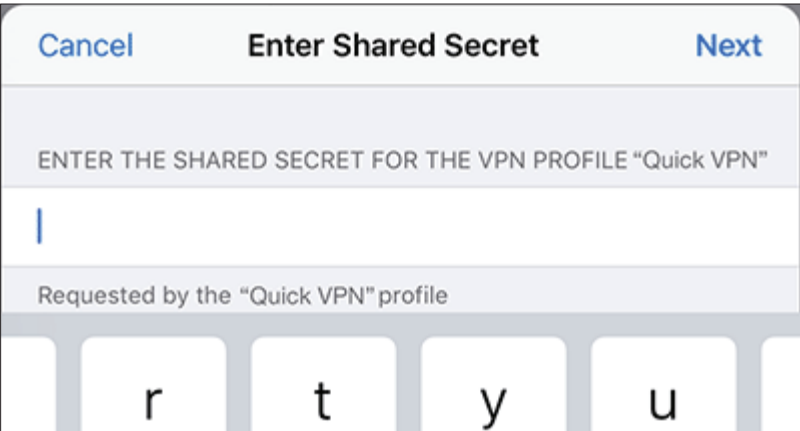 Cancel Enter Shared Secret Next
ENTER THE SHARED SECRET FOR THE VPN PROFILE “Quick VPN”
Requested by the “Quick VPN” profile
r t y u